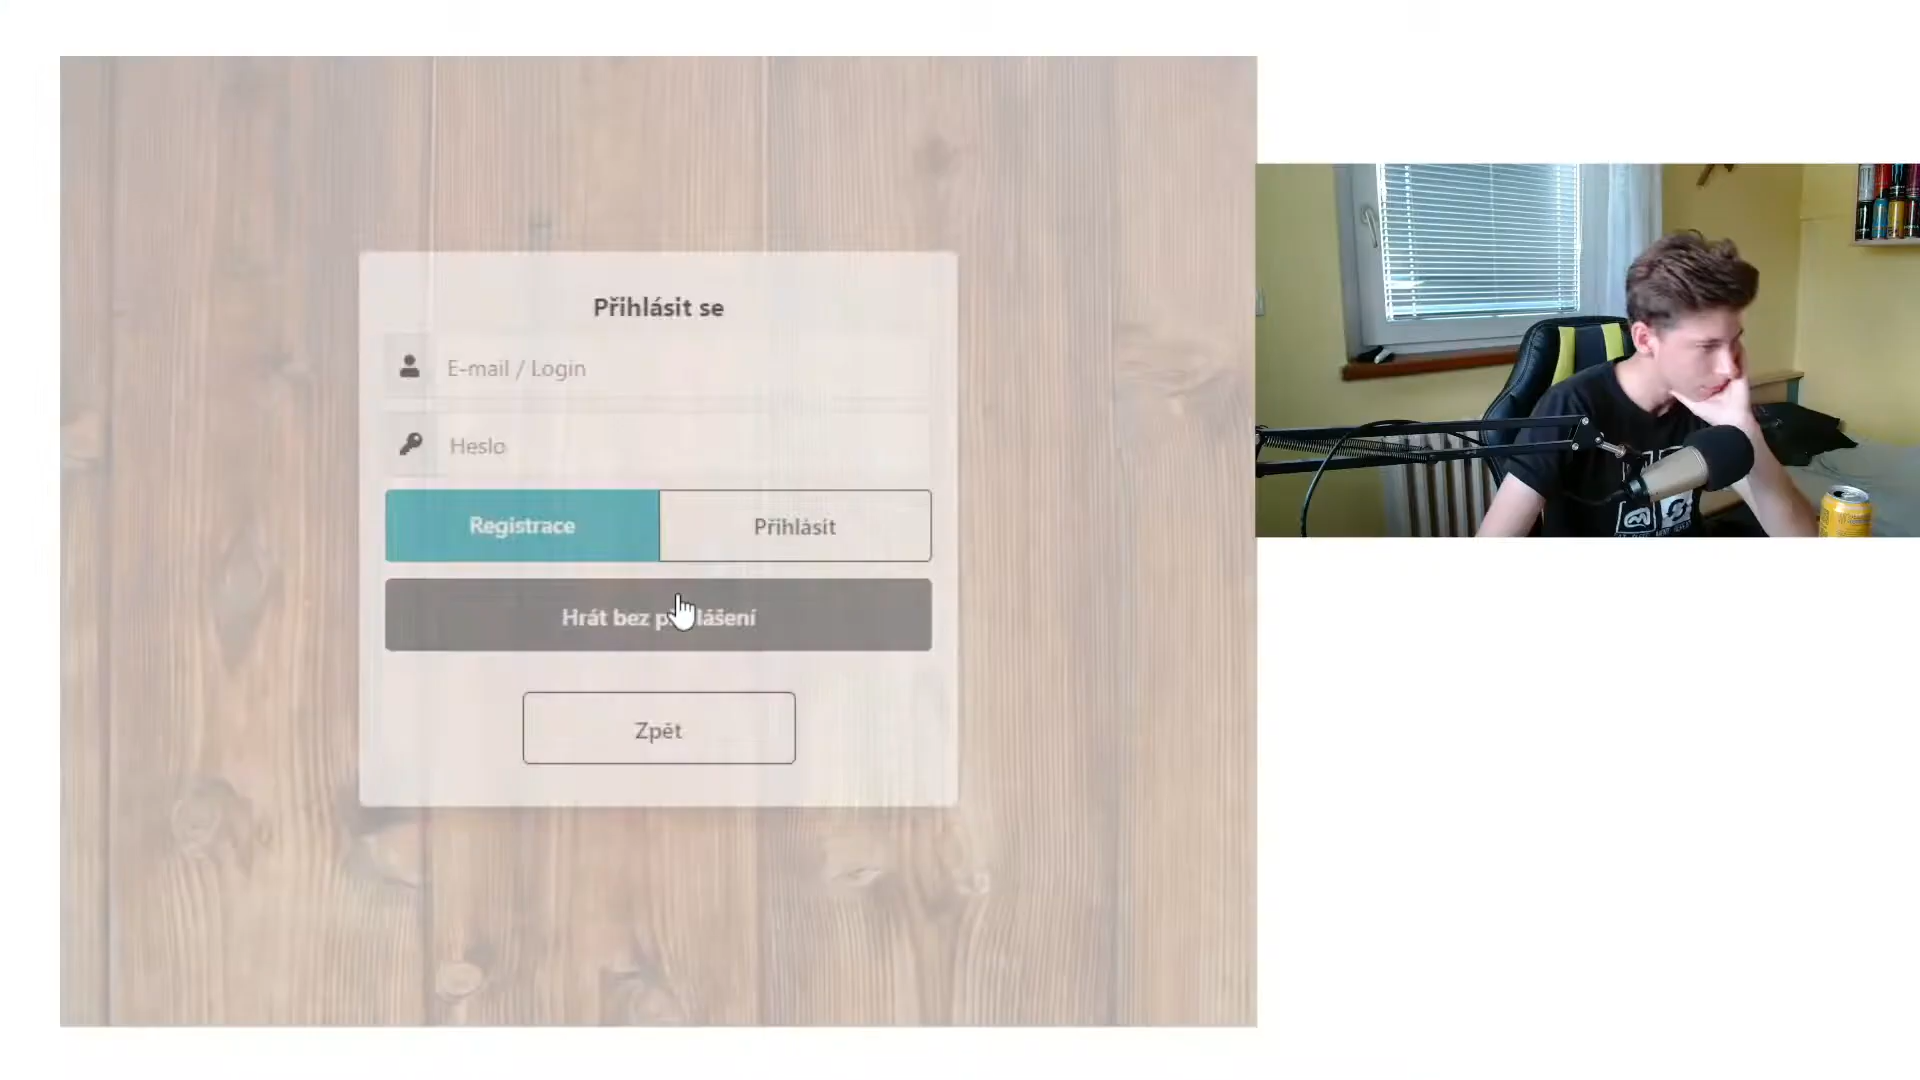 Přihlásit se
E-mail / Login
Heslo
Registrace
Přihlásit
Hrát bez
Zpět